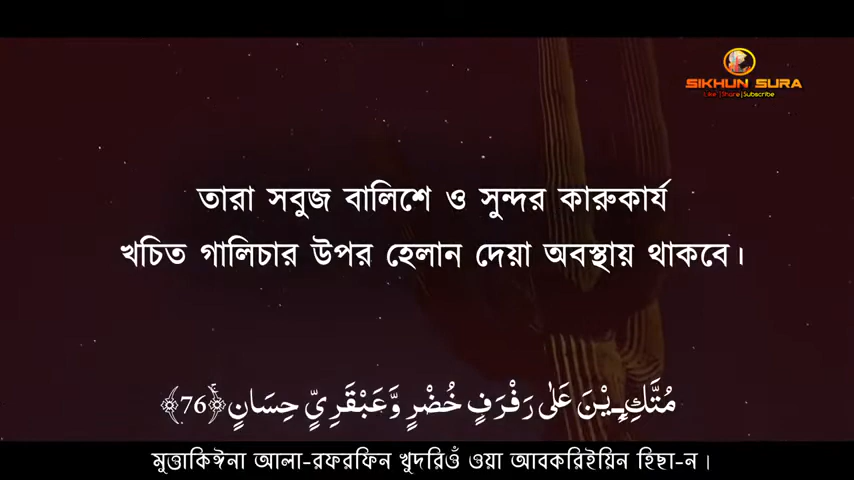 SIKHUN SURA
Like |Share|Subscribe
তারা সবুজ বালিশে ও সুন্দর কারুকার্য
খচিত গালিচার উপর হেলান দেয়া অবস্থায় থাকবে।
مُتَّكِـِٕيْنَ عَلٰى رَفْرَفٍ خُضْرٍ وَّعَبْقَرِيٍّ حِسَانٍۚ ﴿76﴾
মুত্তাকিঈনা আলা-রফরফিন খুদরিওঁ ওয়া আবকরিইয়িন হিছা-ন।